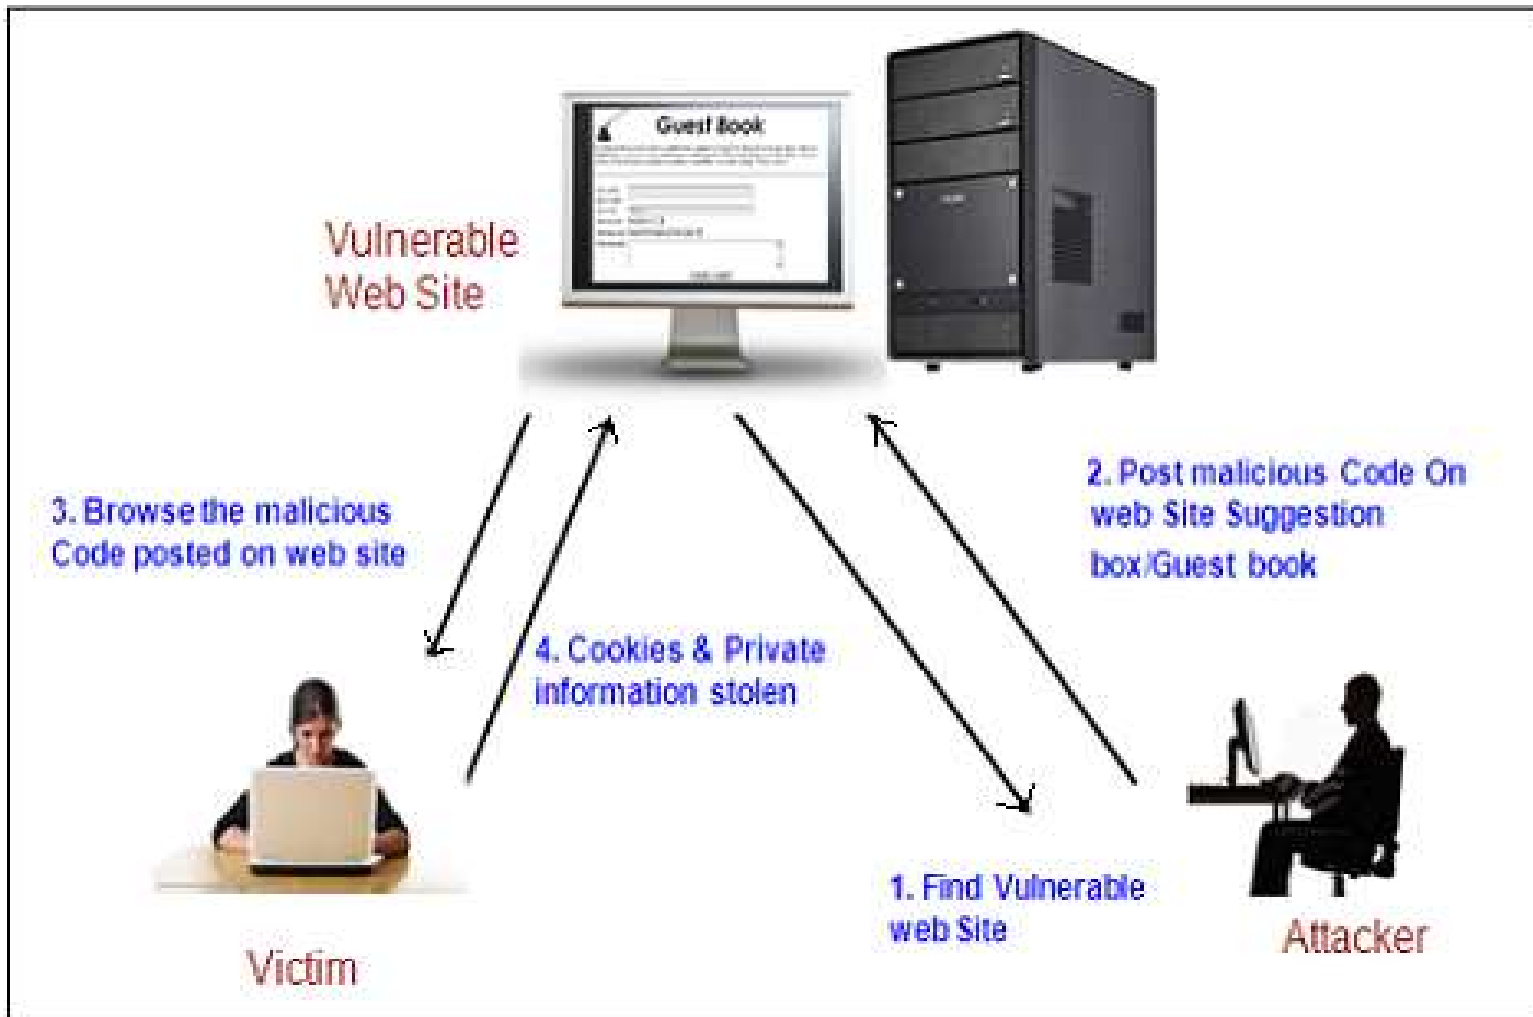 Guest Book
Vulnerable
Web Site
2. Post malicious Code On
web Site Suggestion
box/Guest book
3. Browse the malicious
Code posted on web site
4. Cookies & Private
information stolen
1. Find Vulnerable
web Site
Attacker
Victim